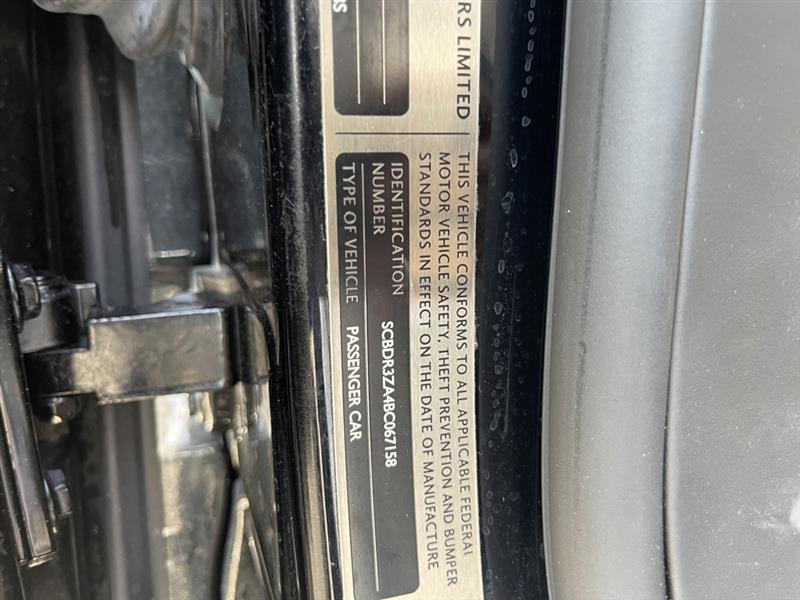 RS LIMITED
THIS VEHICLE CONFORMS TO ALL APPLICABLE FEDERAL
MOTOR VEHICLE SAFETY, THEFT PREVENTION AND BUMPER
STANDARDS IN EFFECT ON THE DATE OF MANUFACTURE
IDENTIFICATION
NUMBER SCBDR3ZA4BC067158
TYPE OF VEHICLE PASSENGER CAR